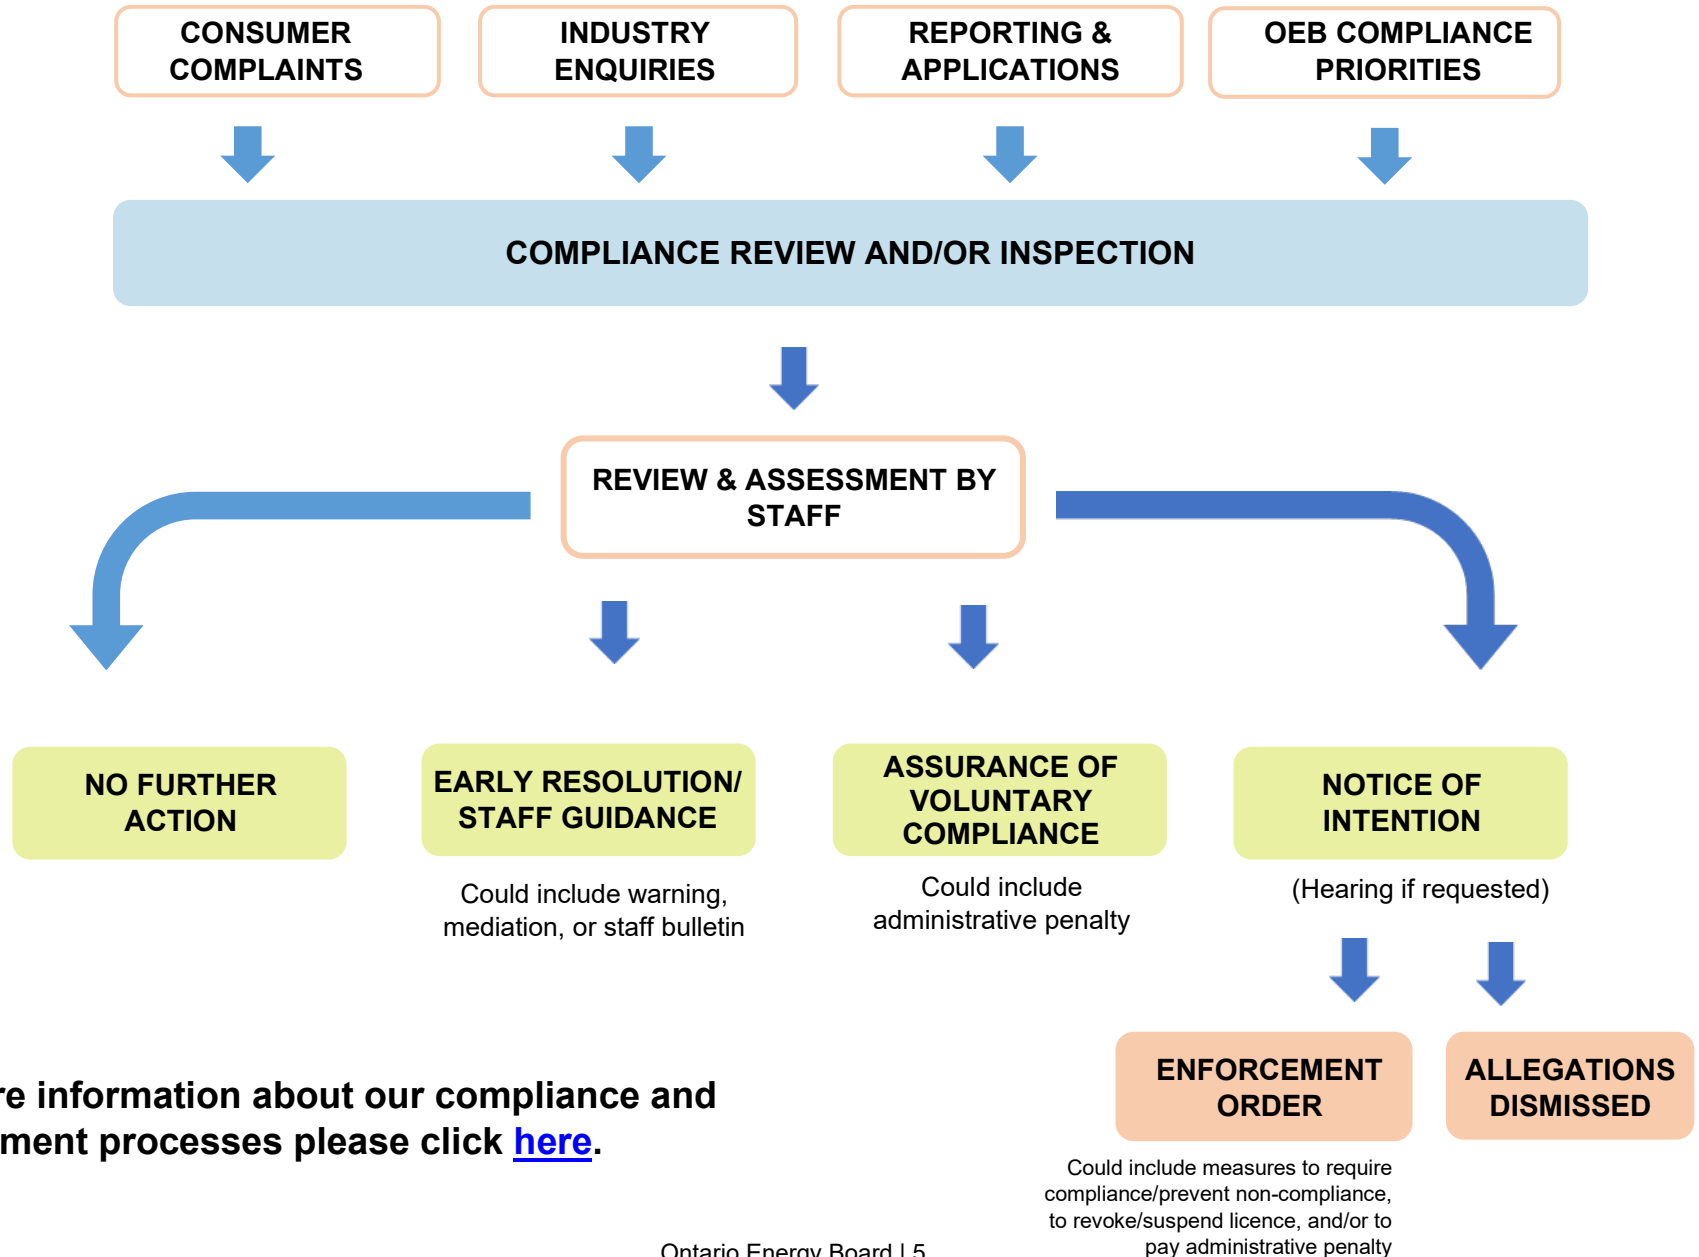 CONSUMER
COMPLAINTS
INDUSTRY
ENQUIRIES
REPORTING &
APPLICATIONS
OEB COMPLIANCE
PRIORITIES
COMPLIANCE REVIEW AND/OR INSPECTION
REVIEW & ASSESSMENT BY
STAFF
NO FURTHER
ACTION
EARLY RESOLUTION/
STAFF GUIDANCE
Could include warning,
mediation, or staff bulletin
ASSURANCE OF
VOLUNTARY
COMPLIANCE
Could include
administrative penalty
NOTICE OF
INTENTION
(Hearing if requested)
ENFORCEMENT
ORDER
Could include measures to require
compliance/prevent non-compliance,
to revoke/suspend licence, and/or to
pay administrative penalty
ALLEGATIONS
DISMISSED
re information about our compliance and
ment processes please click here.
Ontario Energy Board | 5